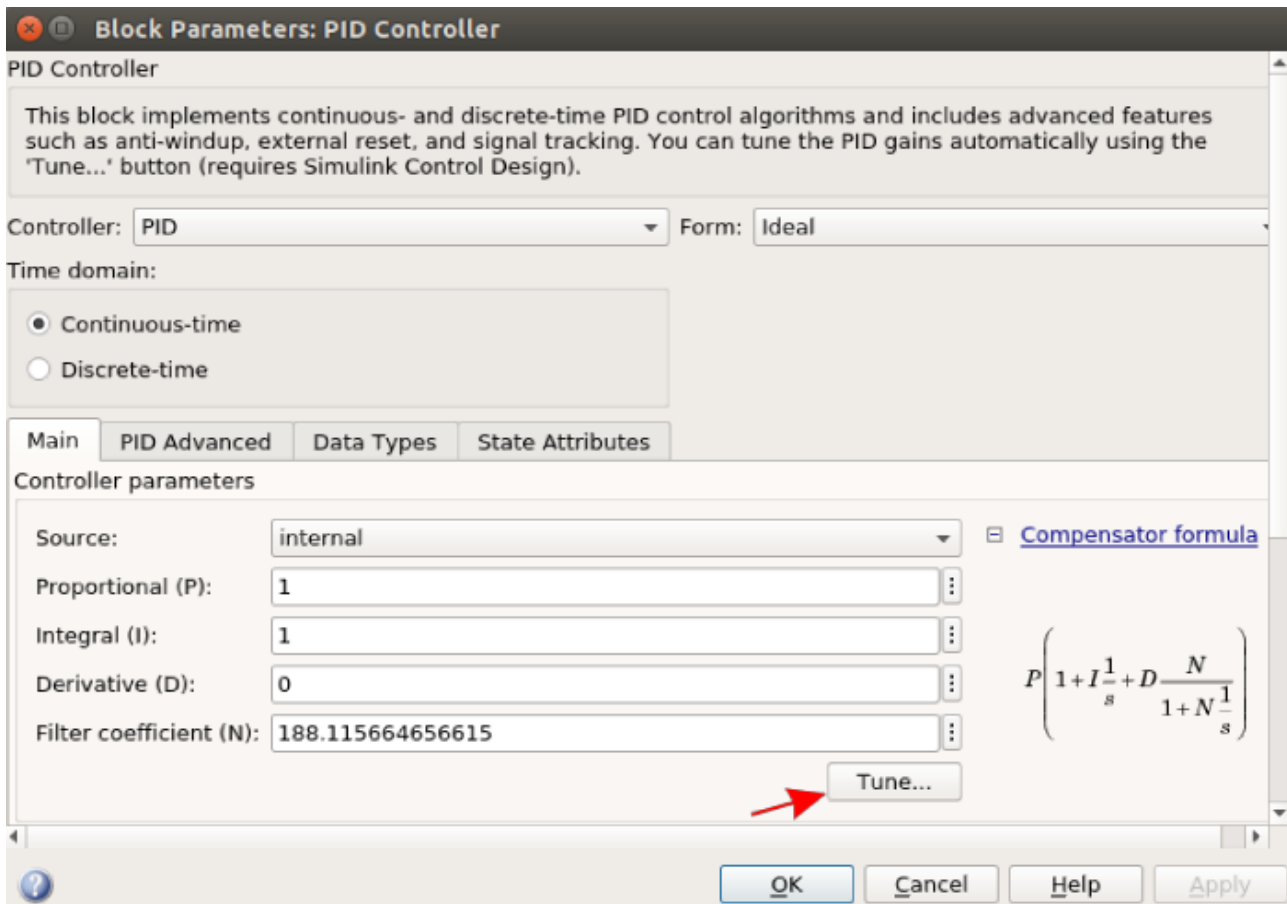 Block Parameters: PID Controller
PID Controller
This block implements continuous- and discrete-time PID control algorithms and includes advanced features
such as anti-windup, external reset, and signal tracking. You can tune the PID gains automatically using the
'Tune...' button (requires Simulink Control Design).
Controller: PID Form: Ideal
Time domain:
Continuous-time
Discrete-time
Main PID Advanced Data Types State Attributes
Controller parameters
Source: internal Compensator formula
Proportional (P): 1
Integral (I): 1
Derivative (D): 0
Filter coefficient (N): 188.115664656615
P(1+I 1/s +D N/(1+N 1/s))
Tune...
OK Cancel Help Apply